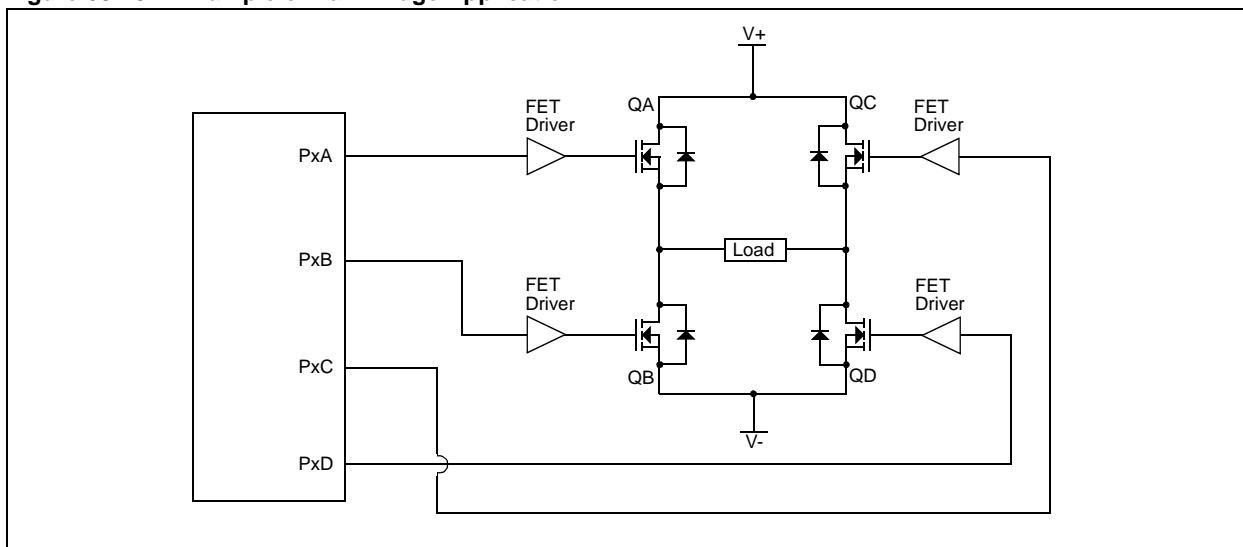 V+
QA
QC
FET
Driver
FET
Driver
PxA
Load
PxB
FET
Driver
FET
Driver
PxC
QB
QD
V-
PxD